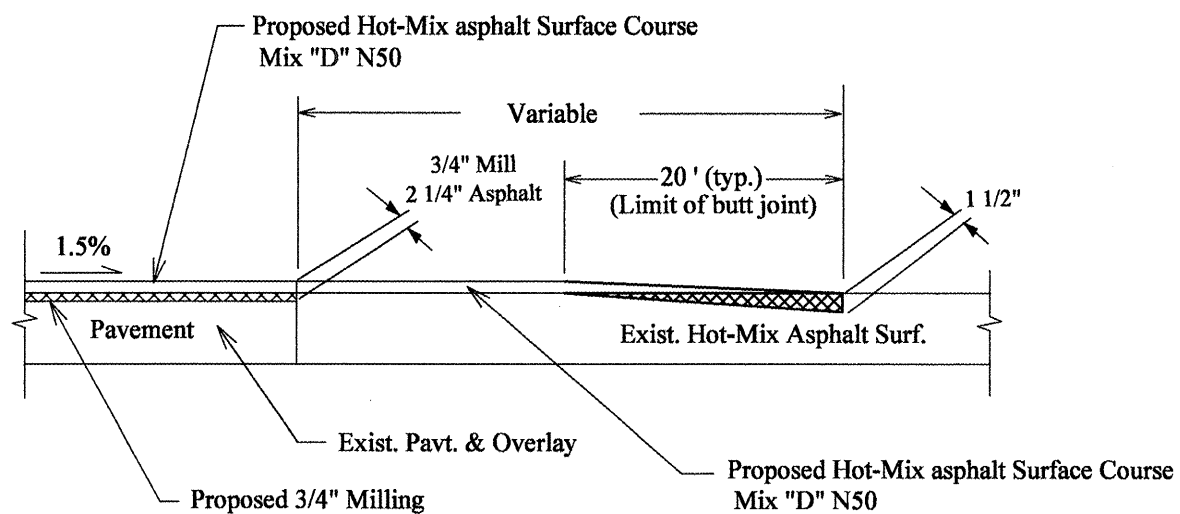 Proposed Hot-Mix asphalt Surface Course
Mix "D" N50
Variable
3/4" Mill
2 1/4" Asphalt
20 ' (typ.)
(Limit of butt joint)
1 1/2"
1.5%
Pavement
Exist. Hot-Mix Asphalt Surf.
Exist. Pavt. & Overlay
Proposed Hot-Mix asphalt Surface Course
Mix "D" N50
Proposed 3/4" Milling